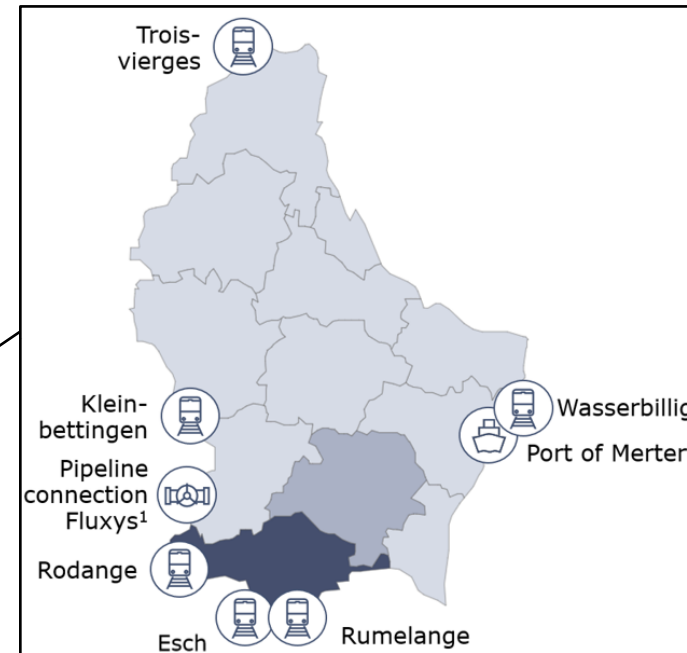 Trois-
vierges
Klein-
bettingen
Wasserbillig
Port of Merter
Pipeline
connection
Fluxys¹
Rodange
Esch
Rumelange